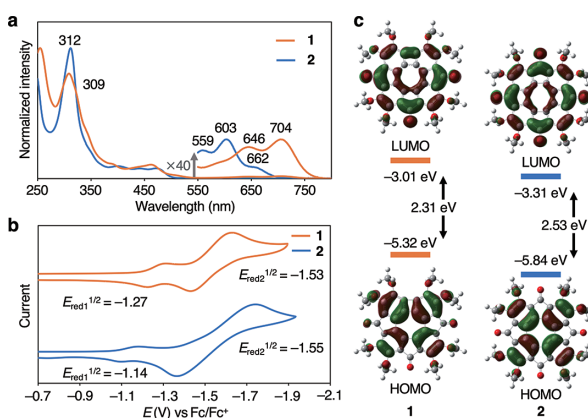 a
312
309
1
2
559
603
646
704
662
×40
Normalized intensity
250 350 450 550 650 750
Wavelength (nm)
b
1
2
E_red1^1/2 = −1.27
E_red2^1/2 = −1.53
E_red1^1/2 = −1.14
E_red2^1/2 = −1.55
Current
−0.7 −0.9 −1.1 −1.3 −1.5 −1.7 −1.9 −2.1
E (V) vs Fc/Fc⁺
c
LUMO
−3.01 eV
2.31 eV
−5.32 eV
HOMO
1
LUMO
−3.31 eV
2.53 eV
−5.84 eV
HOMO
2